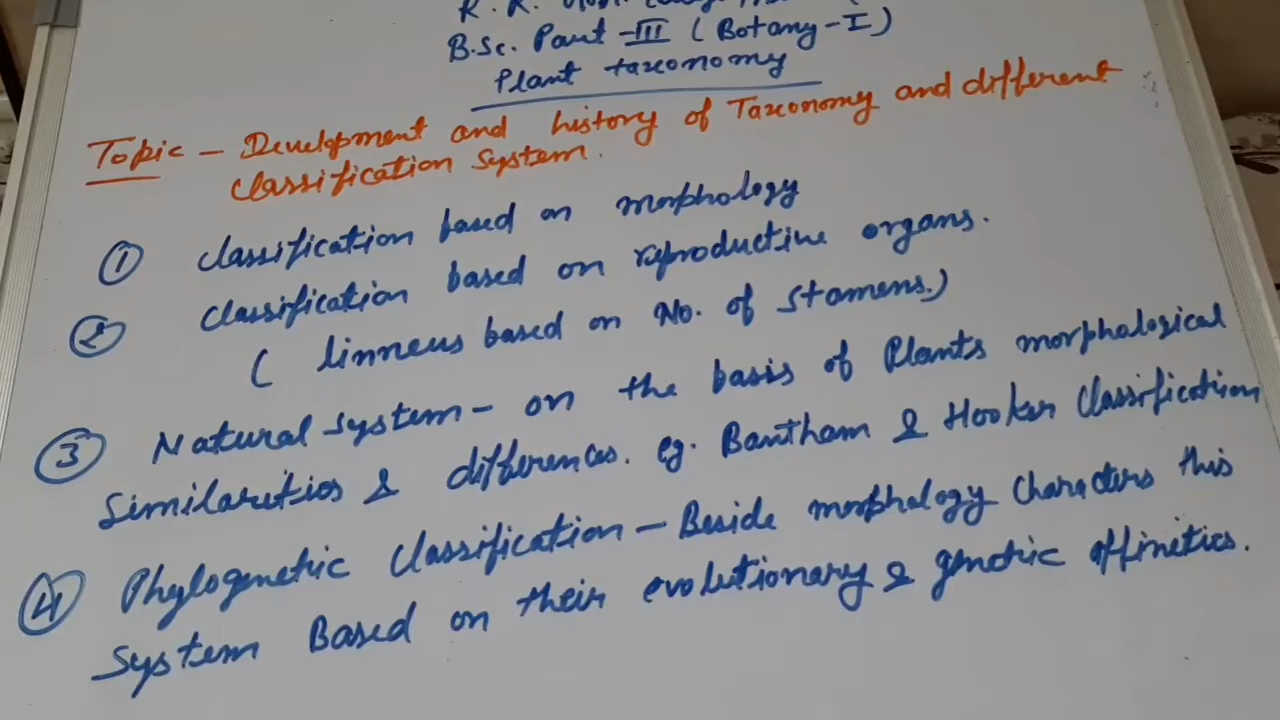 B.Sc. Part-III (Botany-I)
Plant taxonomy
Topic - Development and history of Taxonomy and different
classification System.
① classification based on morphology
② classification based on reproductive organs.
( linneus based on No. of stamens.)
③ Natural system- on the basis of Plants morphological
Similarities & differences. eg. Bantham & Hooker Classification
④ Phylogenetic classification - Beside morphology characters this
System Based on their evolutionary & genetic affinetics.